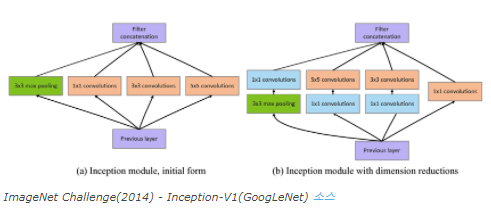 Filter
concatenation
3x3 max pooling
1x1 convolutions
3x3 convolutions
5x5 convolutions
Previous layer
(a) Inception module, initial form
Filter
concatenation
1x1 convolutions
5x5 convolutions
3x3 convolutions
1x1 convolutions
3x3 max pooling
1x1 convolutions
1x1 convolutions
Previous layer
(b) Inception module with dimension reductions
ImageNet Challenge(2014) - Inception-V1(GoogLeNet) 소스